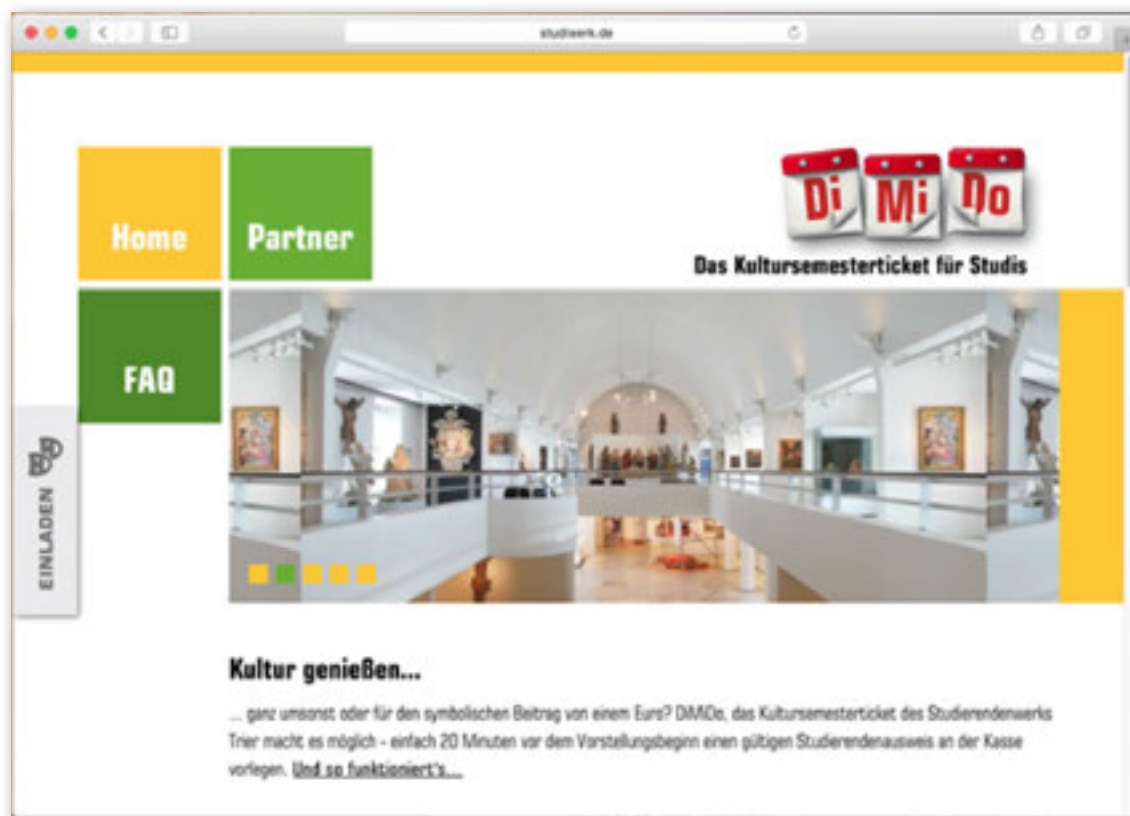 studiwerk.de
Home
Partner
Di Mi Do
Das Kultursemesterticket für Studis
FAQ
EINLADEN
Kultur genießen...
... ganz umsonst oder für den symbolischen Beitrag von einem Euro? DiMiDo, das Kultursemesterticket des Studierendenwerks
Trier macht es möglich - einfach 20 Minuten vor dem Vorstellungsbeginn einen gültigen Studierendenausweis an der Kasse
vorlegen. Und so funktioniert's...